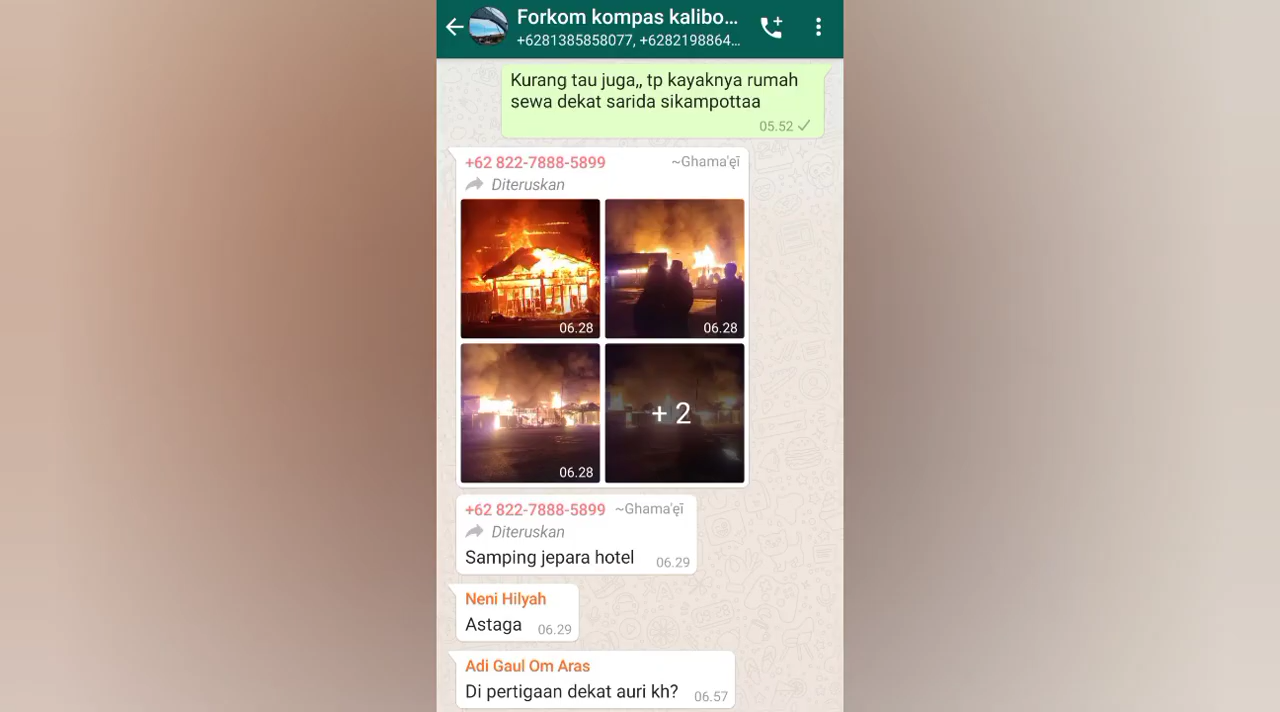 Forkom kompas kalibo...
+6281385858077, +6282198864...
Kurang tau juga,, tp kayaknya rumah
sewa dekat sarida sikampottaa
05.52
+62 822-7888-5899 ~Ghama'ęī
Diteruskan
06.28
06.28
06.28
+ 2
+62 822-7888-5899 ~Ghama'ęī
Diteruskan
Samping jepara hotel 06.29
Neni Hilyah
Astaga 06.29
Adi Gaul Om Aras
Di pertigaan dekat auri kh? 06.57